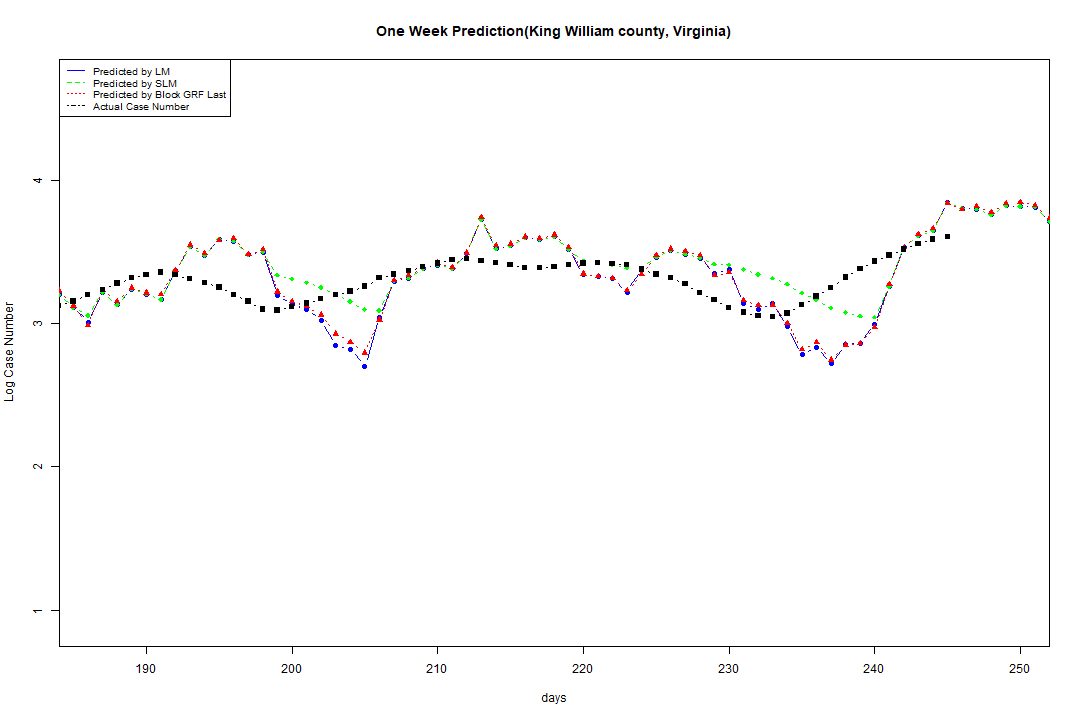 One Week Prediction(King William county, Virginia)
Predicted by LM
Predicted by SLM
Predicted by Block GRF Last
Actual Case Number
4
3
2
1
Log Case Number
190 200 210 220 230 240 250
days